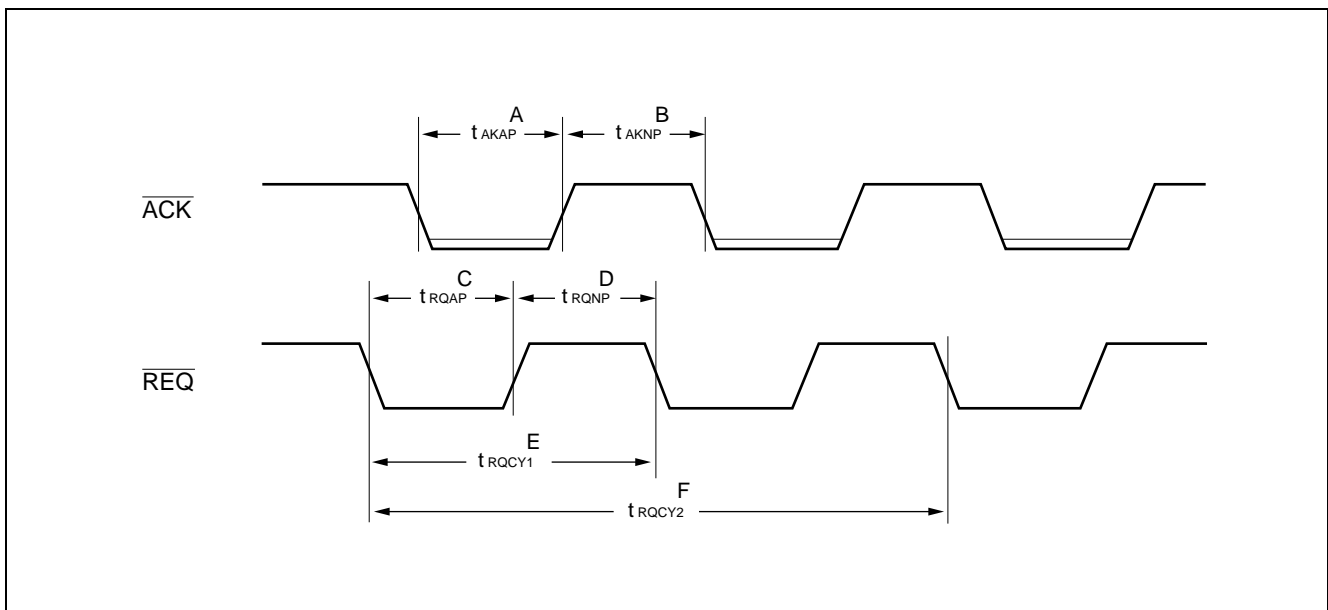 A
t AKAP
B
t AKNP
ACK
C
t RQAP
D
t RQNP
REQ
E
t RQCY1
F
t RQCY2